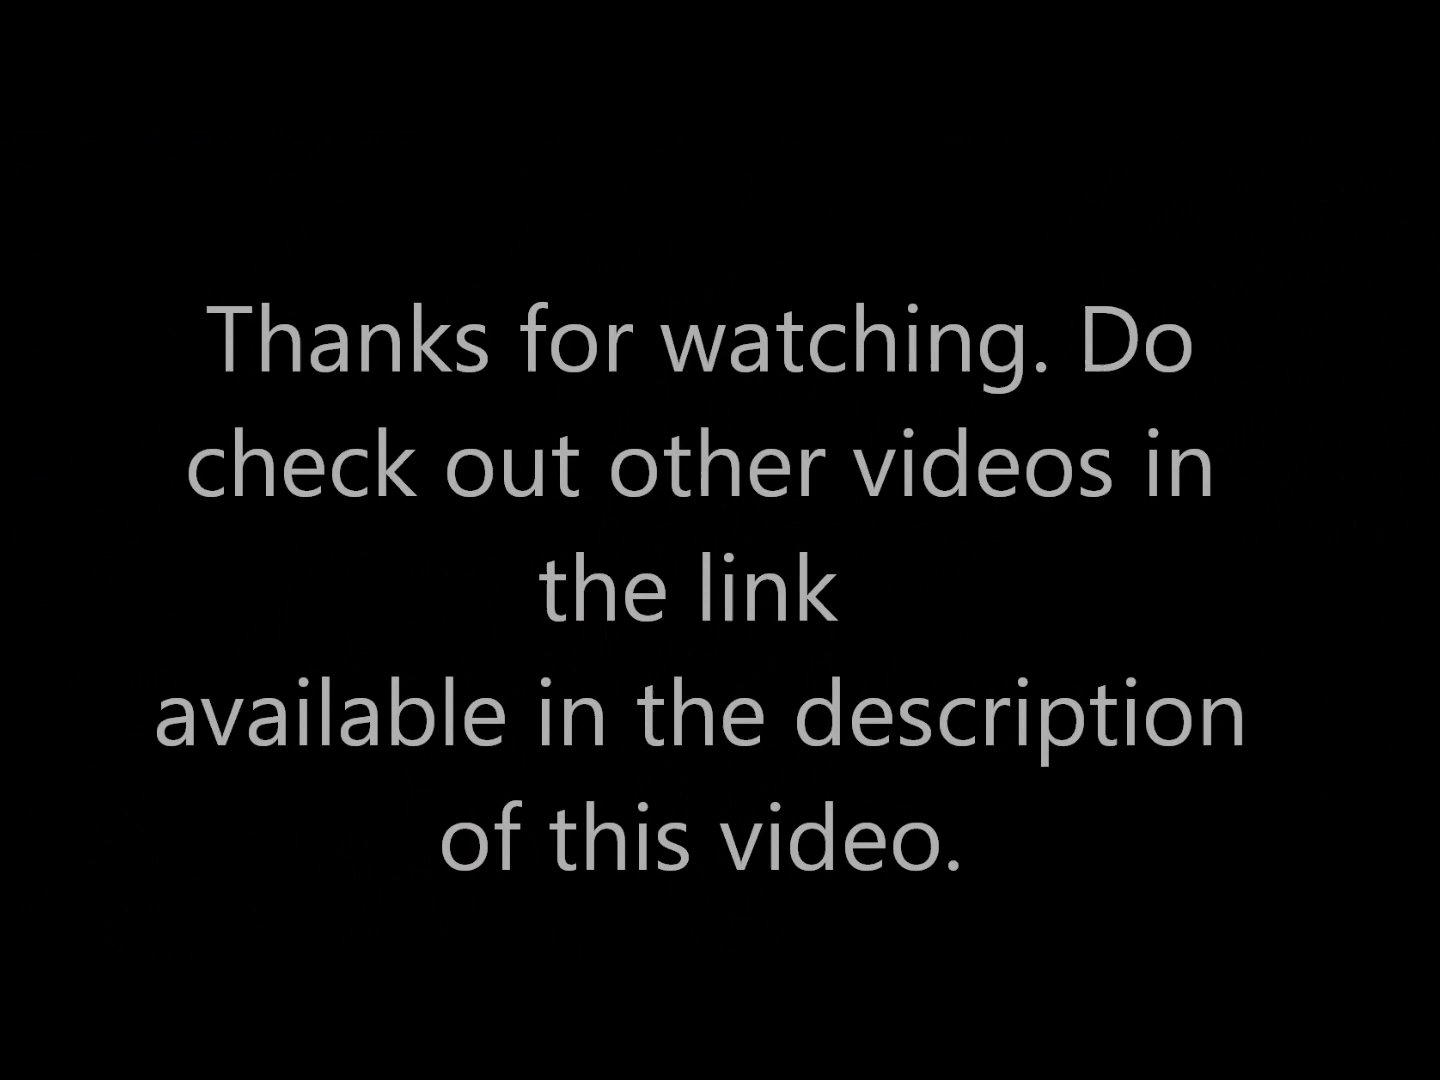 Thanks for watching. Do
check out other videos in
the link
available in the description
of this video.